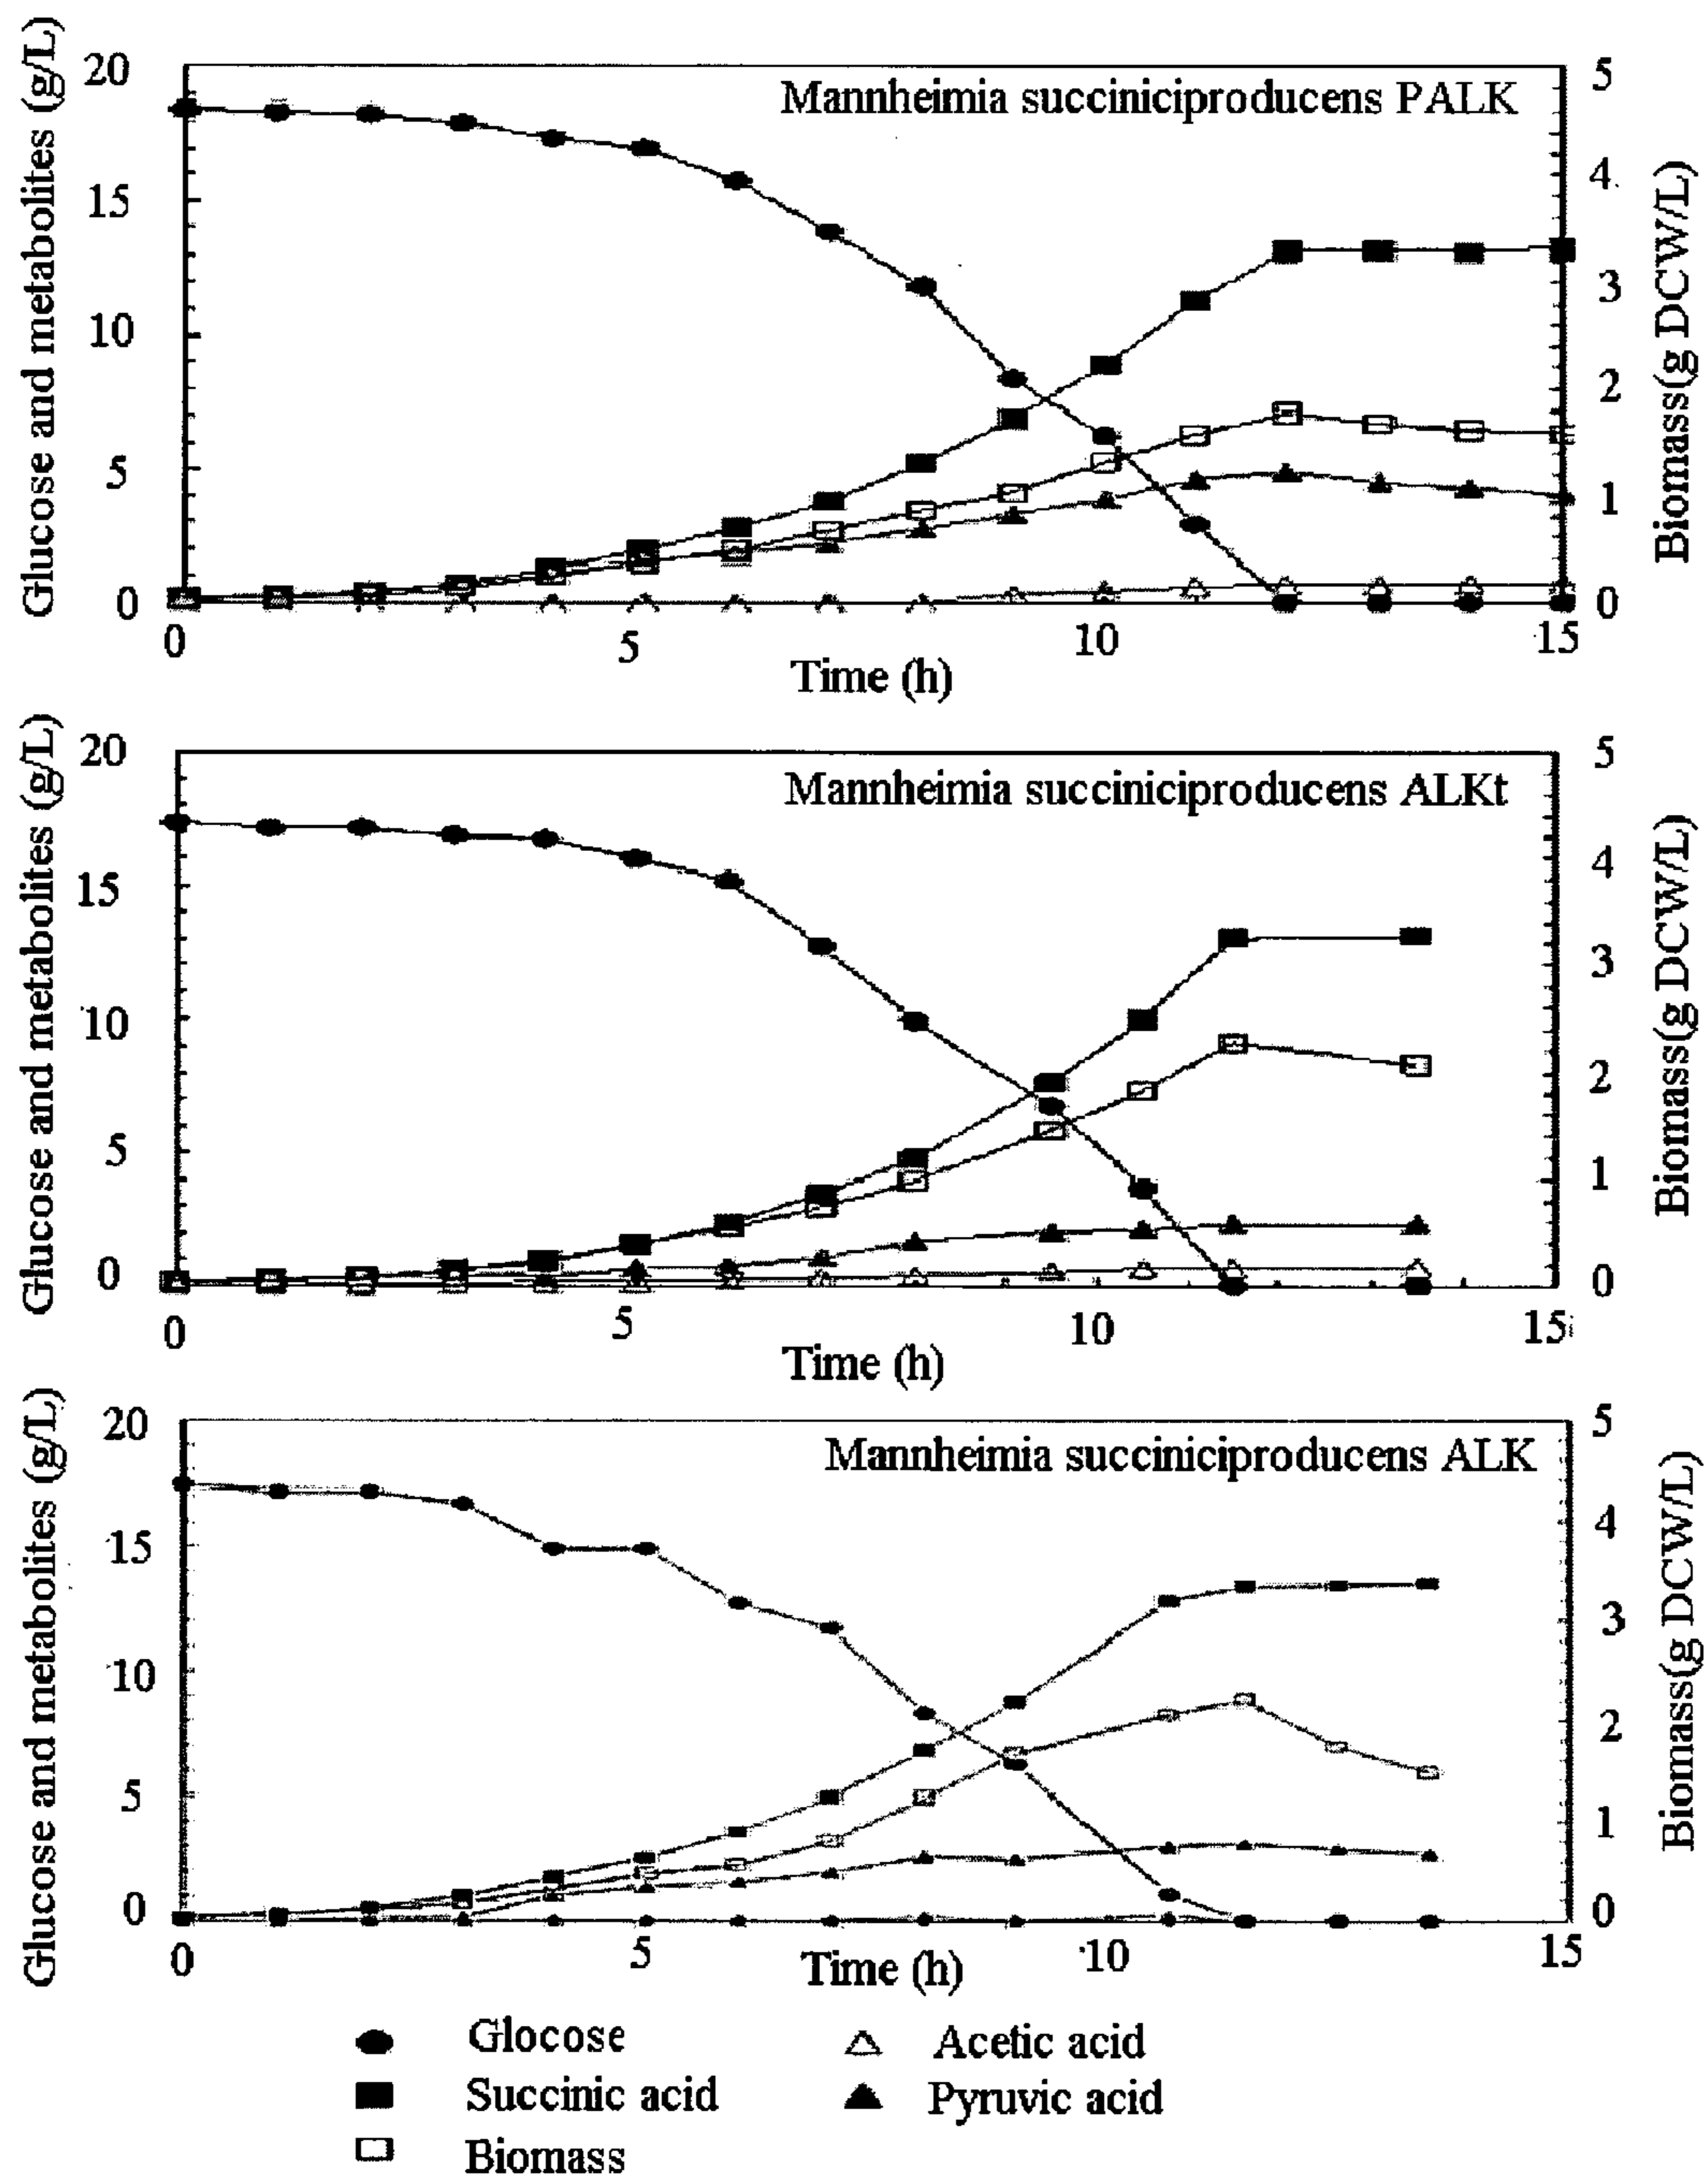 Glucose and metabolites (g/L)
20
15
10
5
0
Mannheimia succiniciproducens PALK
5
4
3
2
1
0
Biomass(g DCW/L)
0
5
10
15
Time (h)
Glucose and metabolites (g/L)
20
15
10
5
0
Mannheimia succiniciproducens ALKt
5
4
3
2
1
0
Biomass(g DCW/L)
0
5
10
15
Time (h)
Glucose and metabolites (g/L)
20
15
10
5
0
Mannheimia succiniciproducens ALK
5
4
3
2
1
0
Biomass(g DCW/L)
0
5
10
15
Time (h)
Glocose
Acetic acid
Succinic acid
Pyruvic acid
Biomass